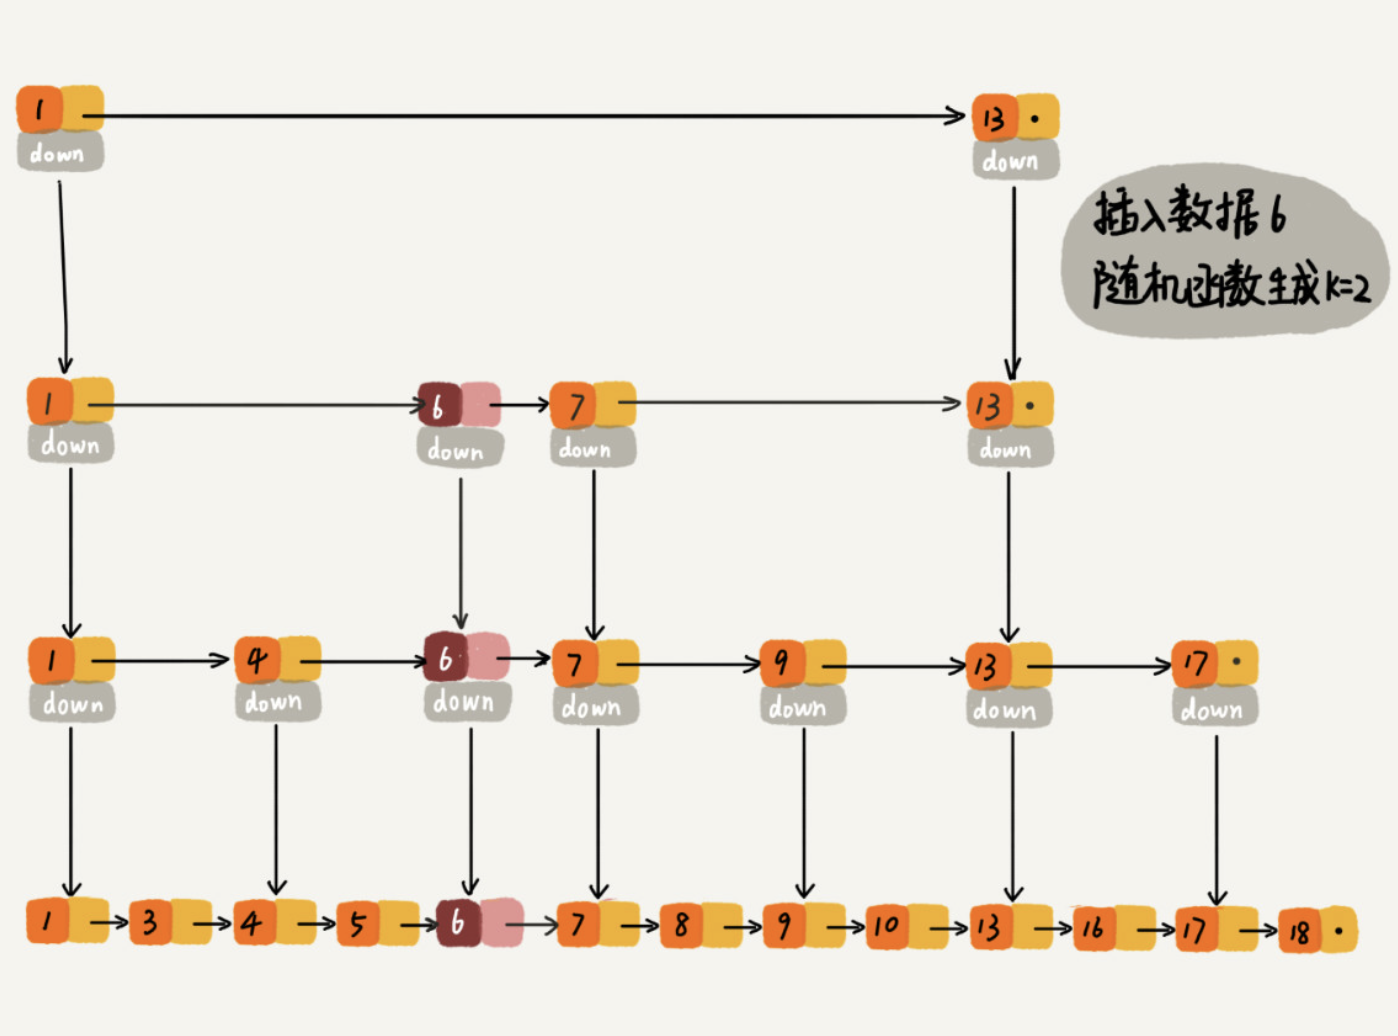 1 13
down down
插入数据6
随机函数生成k=2
1 6 7 13
down down down down
1 4 6 7 9 13 17
down down down down down down down
1 3 4 5 6 7 8 9 10 13 16 17 18